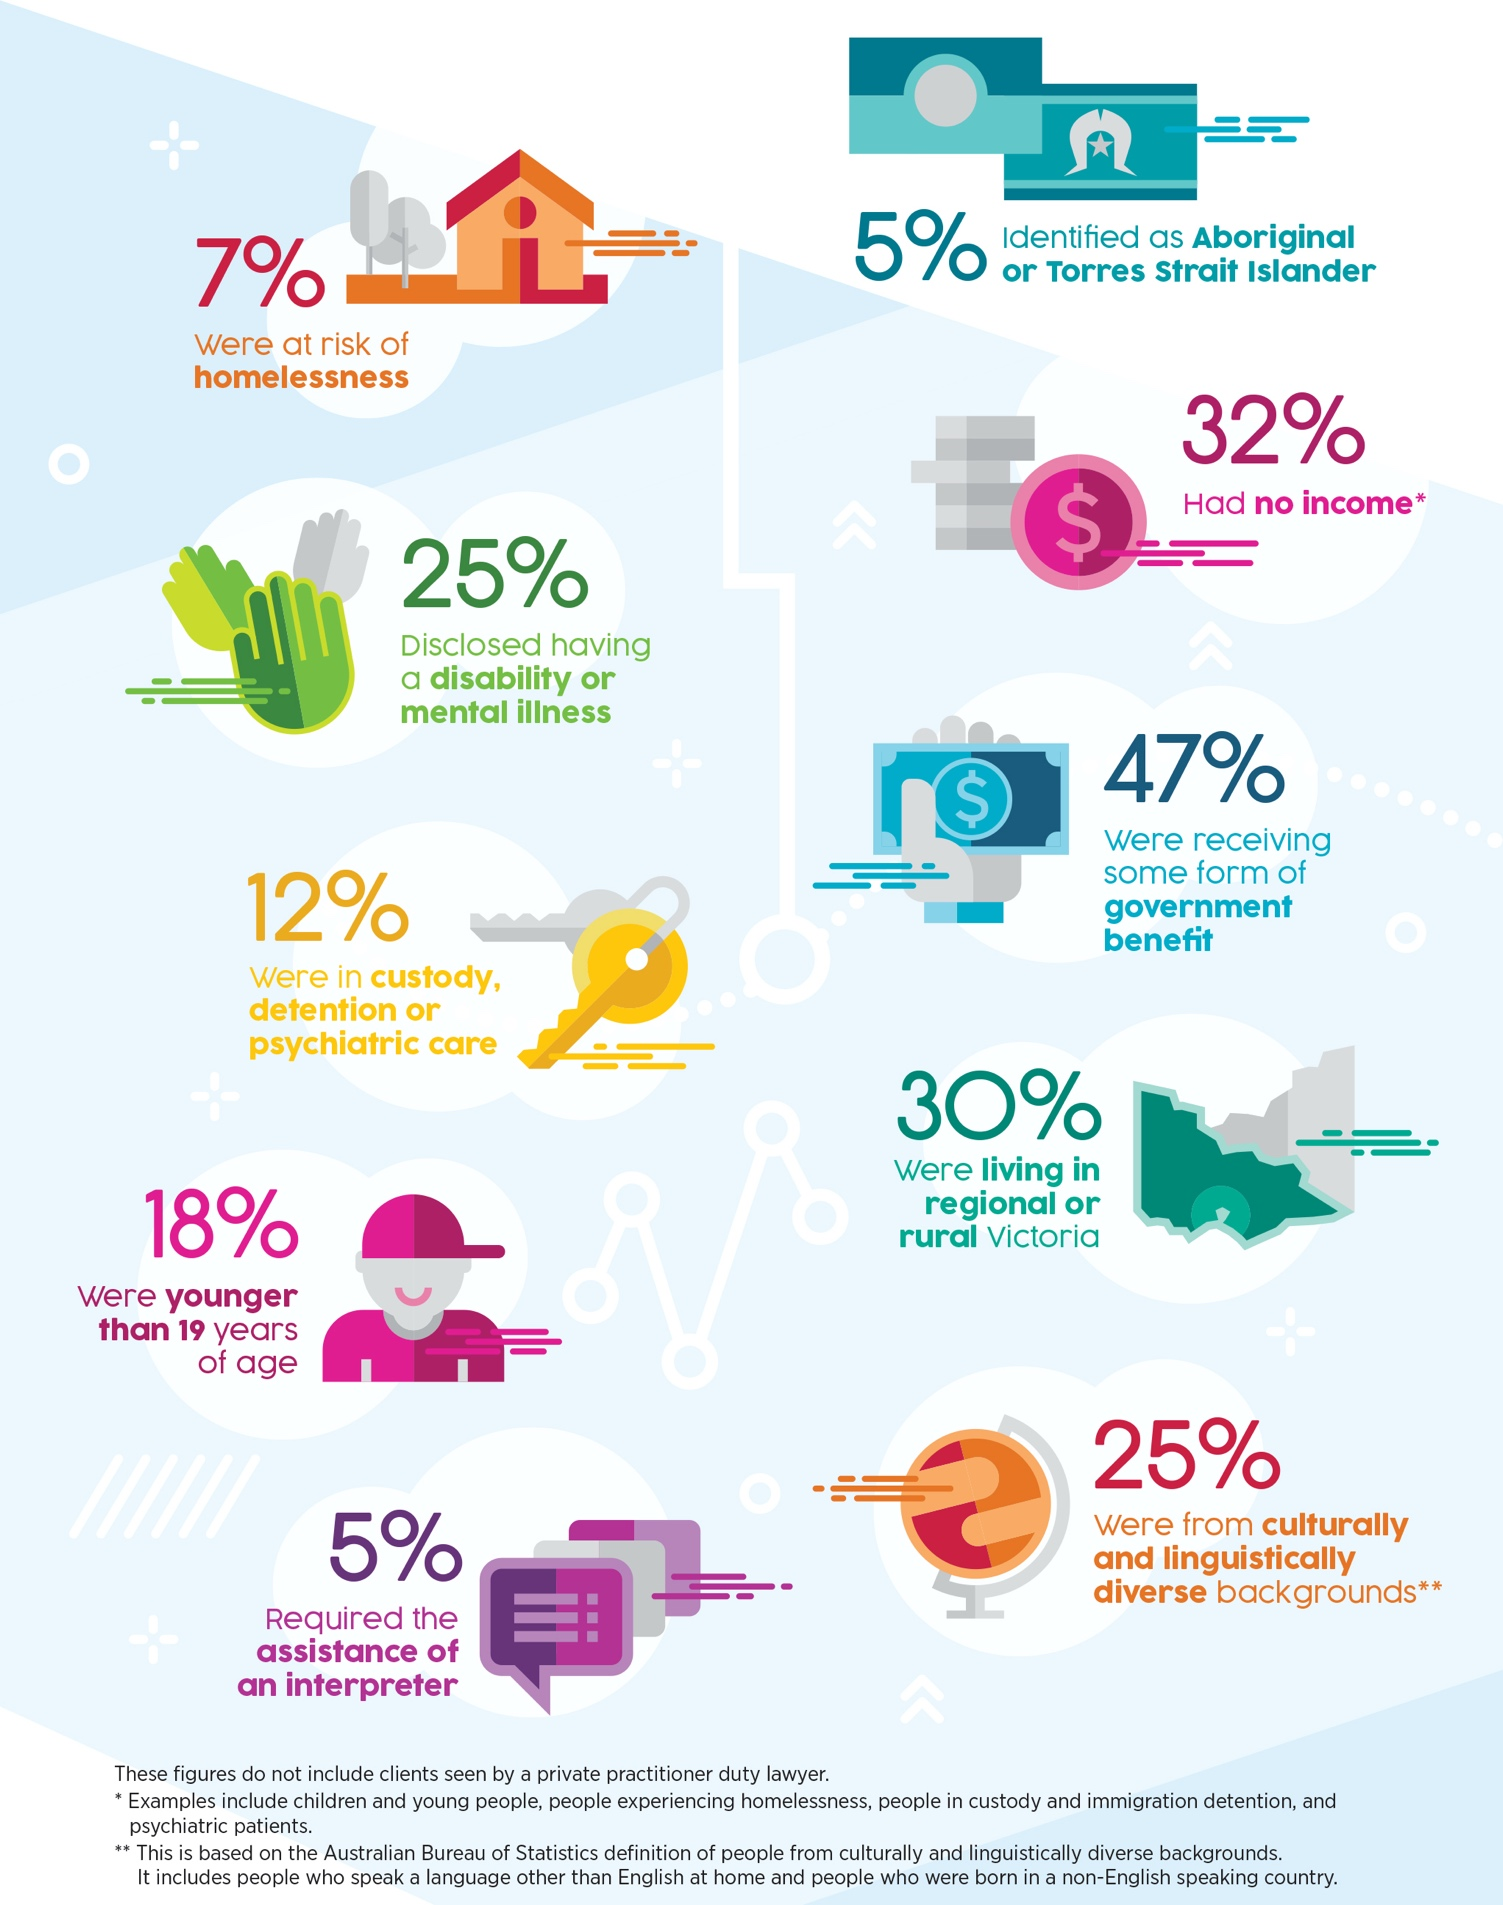 7%
Were at risk of
homelessness
5%
Identified as Aboriginal
or Torres Strait Islander
32%
Had no income*
$
25%
Disclosed having
a disability or
mental illness
$
47%
Were receiving
some form of
government
benefit
12%
Were in custody,
detention or
psychiatric care
30%
Were living in
regional or
rural Victoria
18%
Were younger
than 19 years
of age
25%
Were from culturally
and linguistically
diverse backgrounds**
5%
Required the
assistance of
an interpreter
These figures do not include clients seen by a private practitioner duty lawyer.
* Examples include children and young people, people experiencing homelessness, people in custody and immigration detention, and
psychiatric patients.
** This is based on the Australian Bureau of Statistics definition of people from culturally and linguistically diverse backgrounds.
It includes people who speak a language other than English at home and people who were born in a non-English speaking country.